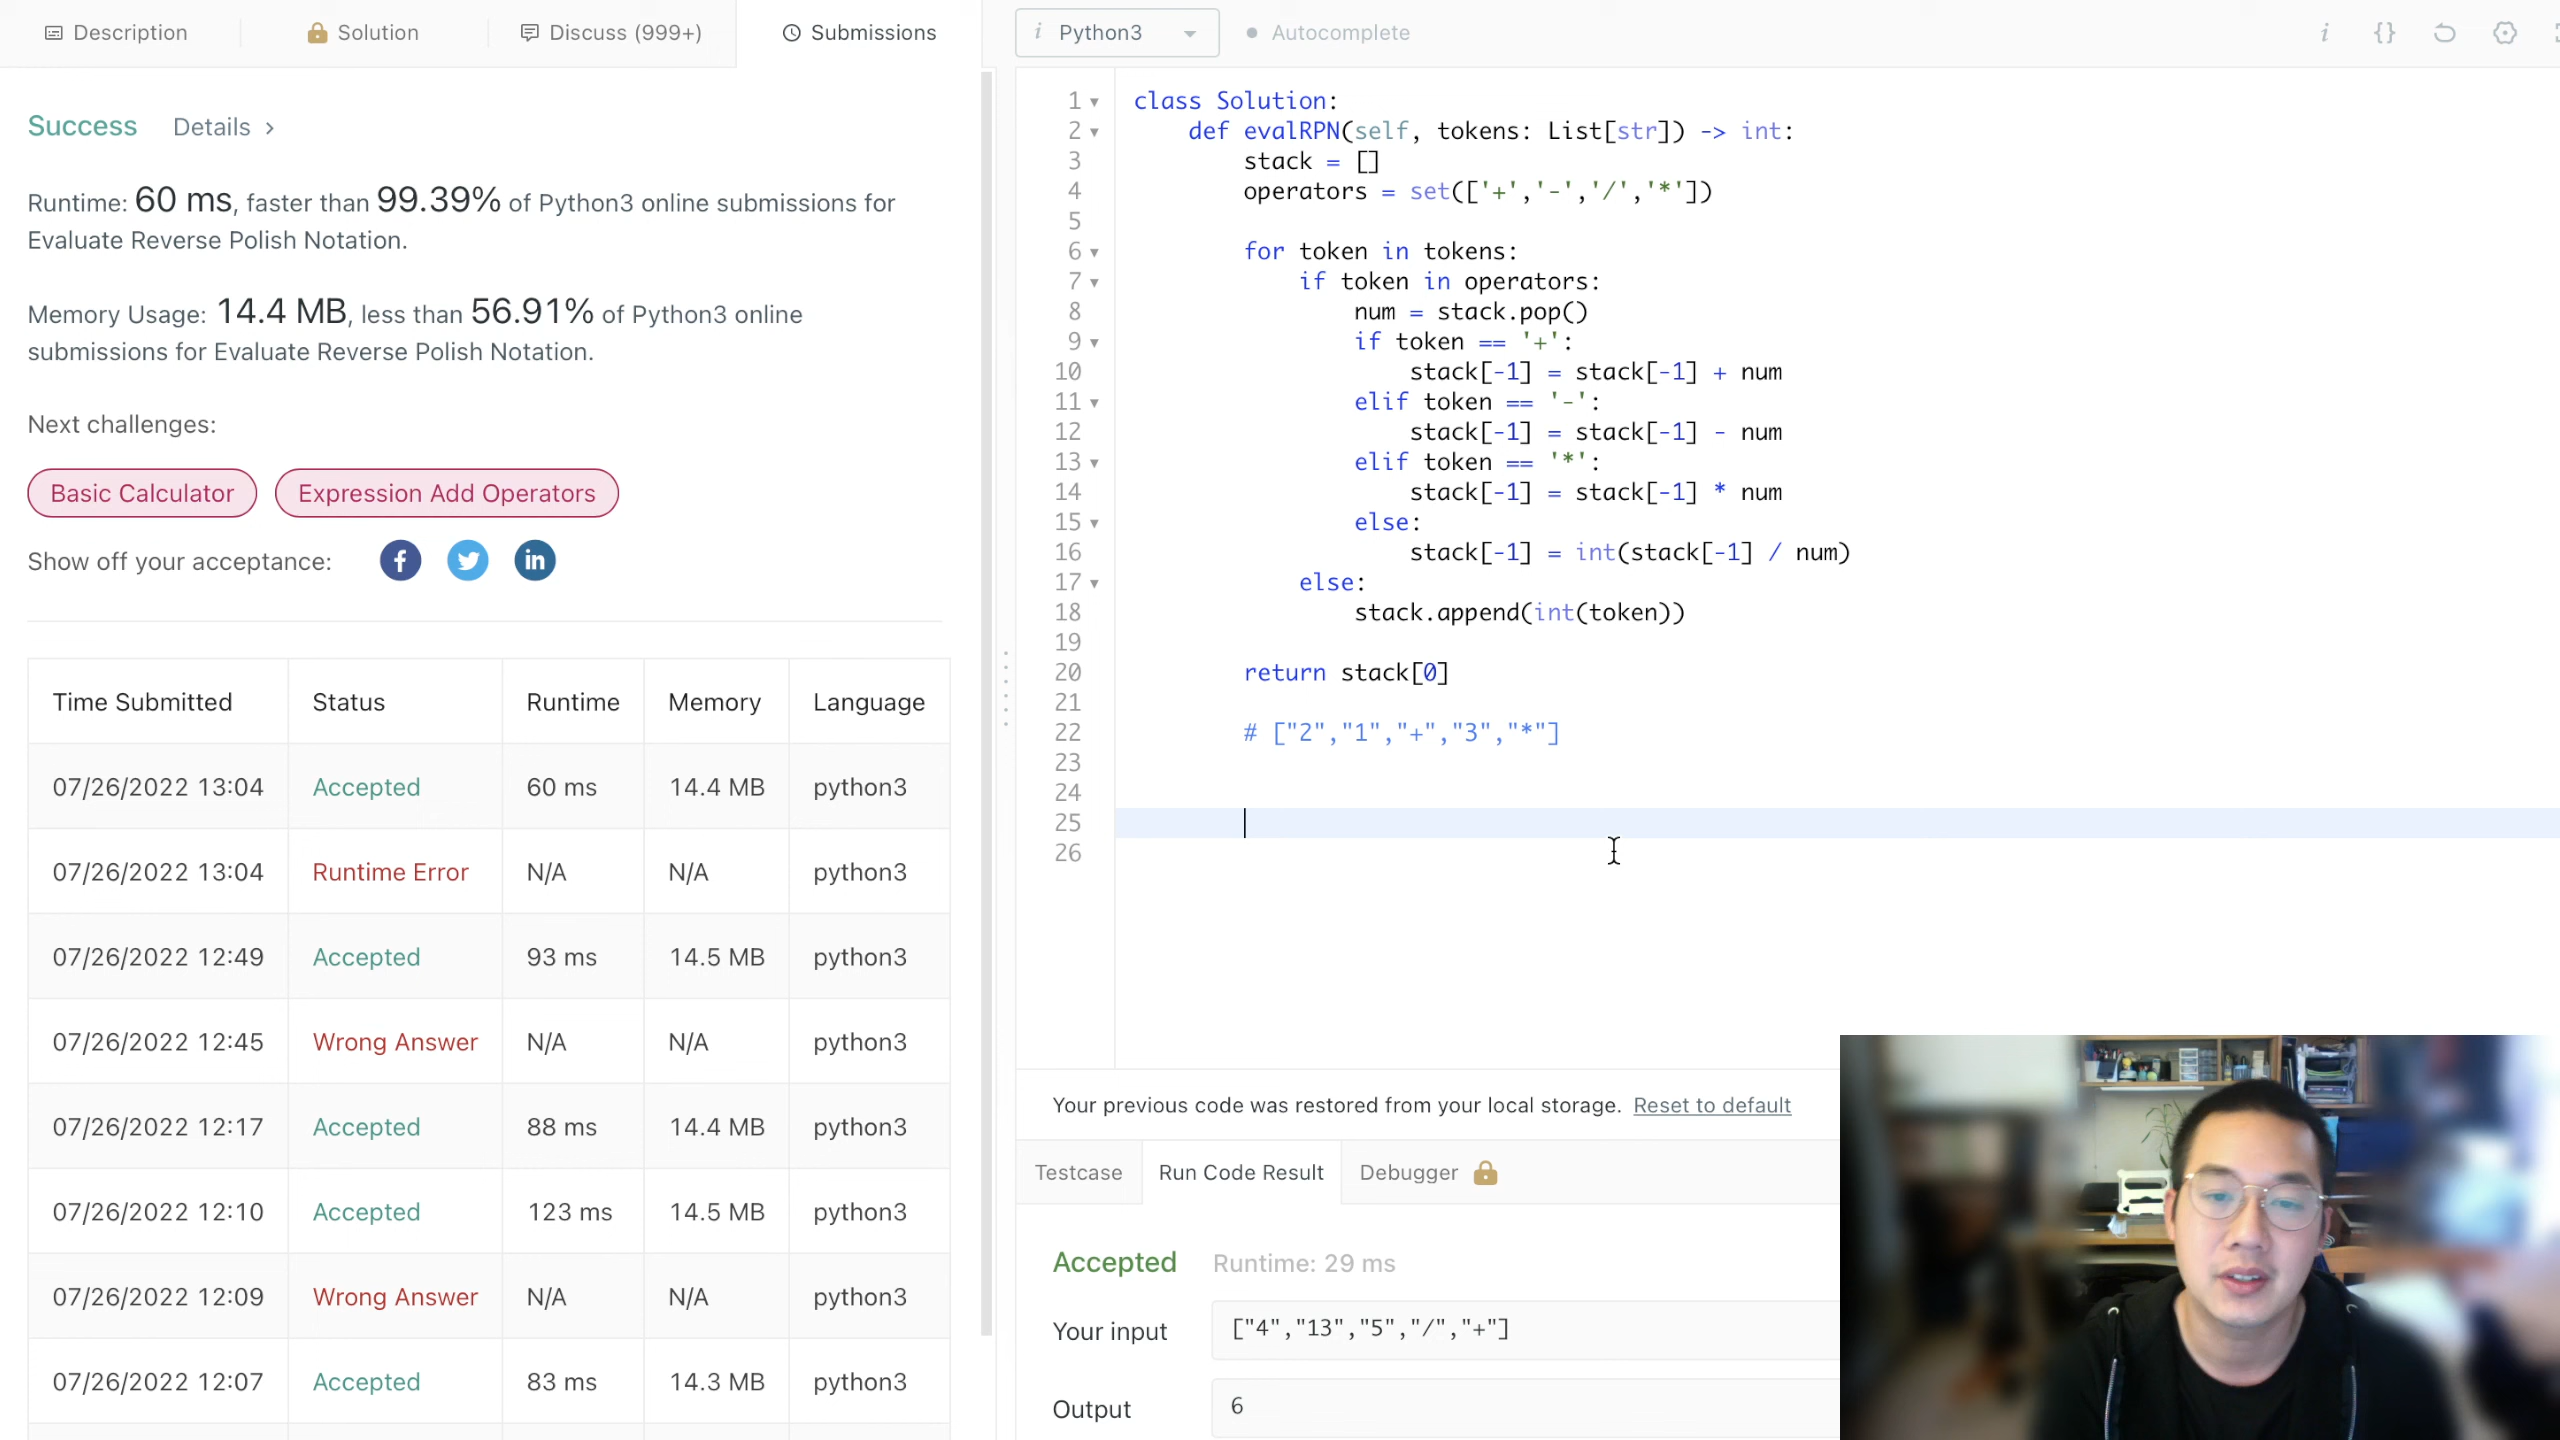 Description
Solution
Discuss (999+)
Submissions
Success
Details
Runtime: 60 ms, faster than 99.39% of Python3 online submissions for
Evaluate Reverse Polish Notation.
Memory Usage: 14.4 MB, less than 56.91% of Python3 online
submissions for Evaluate Reverse Polish Notation.
Next challenges:
Basic Calculator
Expression Add Operators
Show off your acceptance:
Time Submitted Status Runtime Memory Language
07/26/2022 13:04 Accepted 60 ms 14.4 MB python3
07/26/2022 13:04 Runtime Error N/A N/A python3
07/26/2022 12:49 Accepted 93 ms 14.5 MB python3
07/26/2022 12:45 Wrong Answer N/A N/A python3
07/26/2022 12:17 Accepted 88 ms 14.4 MB python3
07/26/2022 12:10 Accepted 123 ms 14.5 MB python3
07/26/2022 12:09 Wrong Answer N/A N/A python3
07/26/2022 12:07 Accepted 83 ms 14.3 MB python3
i Python3
Autocomplete
i {}
1 class Solution:
2     def evalRPN(self, tokens: List[str]) -> int:
3         stack = []
4         operators = set(['+','-','/','*'])
5
6         for token in tokens:
7             if token in operators:
8                 num = stack.pop()
9                 if token == '+':
10                     stack[-1] = stack[-1] + num
11                 elif token == '-':
12                     stack[-1] = stack[-1] - num
13                 elif token == '*':
14                     stack[-1] = stack[-1] * num
15                 else:
16                     stack[-1] = int(stack[-1] / num)
17             else:
18                 stack.append(int(token))
19
20         return stack[0]
21
22         # ["2","1","+","3","*"]
23
24
25
26
Your previous code was restored from your local storage. Reset to default
Testcase
Run Code Result
Debugger
Accepted Runtime: 29 ms
Your input ["4","13","5","/","+"]
Output 6